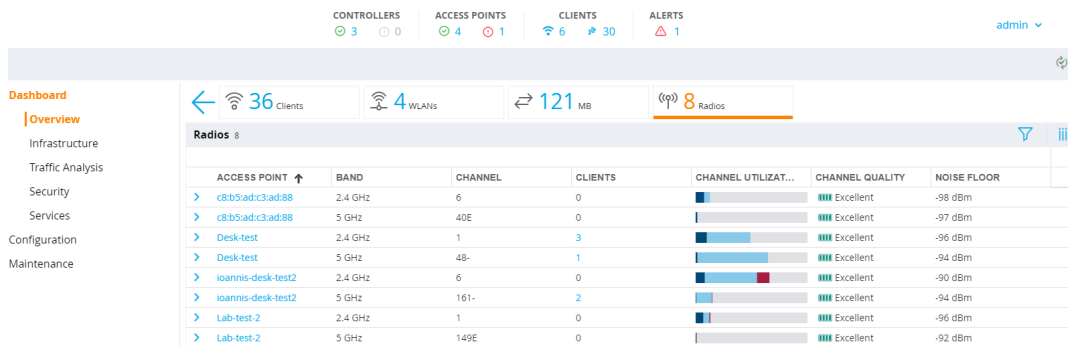 CONTROLLERS ACCESS POINTS CLIENTS ALERTS
3 0 4 1 6 30 1
admin
Dashboard
Overview
Infrastructure
Traffic Analysis
Security
Services
Configuration
Maintenance
36 Clients 4 WLANs 121 MB 8 Radios
Radios 8
ACCESS POINT BAND CHANNEL CLIENTS CHANNEL UTILIZAT... CHANNEL QUALITY NOISE FLOOR
c8:b5:ad:c3:ad:88 2.4 GHz 6 0 Excellent -98 dBm
c8:b5:ad:c3:ad:88 5 GHz 40E 0 Excellent -97 dBm
Desk-test 2.4 GHz 1 3 Excellent -96 dBm
Desk-test 5 GHz 48- 1 Excellent -94 dBm
ioannis-desk-test2 2.4 GHz 6 0 Excellent -90 dBm
ioannis-desk-test2 5 GHz 161- 2 Excellent -94 dBm
Lab-test-2 2.4 GHz 1 0 Excellent -96 dBm
Lab-test-2 5 GHz 149E 0 Excellent -92 dBm